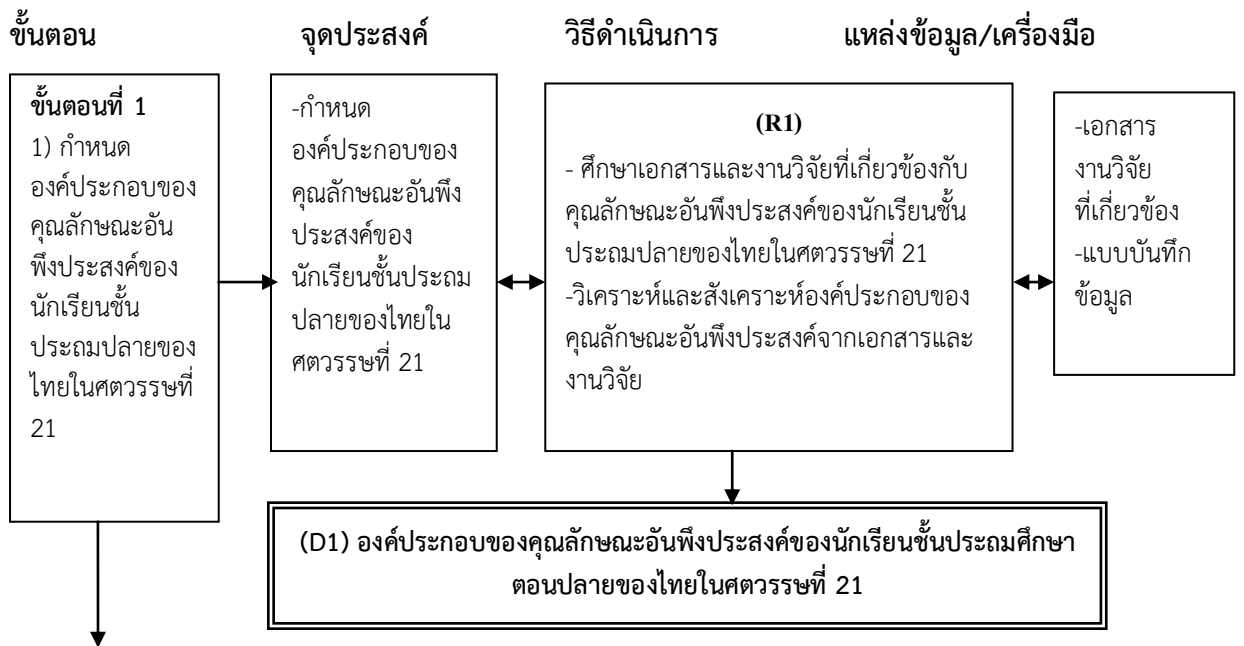 ขั้นตอน จุดประสงค์ วิธีดำเนินการ แหล่งข้อมูล/เครื่องมือ
ขั้นตอนที่ 1
1) กำหนด
องค์ประกอบของ
คุณลักษณะอัน
พึงประสงค์ของ
นักเรียนชั้น
ประถมปลายของ
ไทยในศตวรรษที่
21
-กำหนด
องค์ประกอบของ
คุณลักษณะอันพึง
ประสงค์ของ
นักเรียนชั้นประถม
ปลายของไทยใน
ศตวรรษที่ 21
(R1)
- ศึกษาเอกสารและงานวิจัยที่เกี่ยวข้องกับ
คุณลักษณะอันพึงประสงค์ของนักเรียนชั้น
ประถมปลายของไทยในศตวรรษที่ 21
-วิเคราะห์และสังเคราะห์องค์ประกอบของ
คุณลักษณะอันพึงประสงค์จากเอกสารและ
งานวิจัย
-เอกสาร
งานวิจัย
ที่เกี่ยวข้อง
-แบบบันทึก
ข้อมูล
(D1) องค์ประกอบของคุณลักษณะอันพึงประสงค์ของนักเรียนชั้นประถมศึกษา
ตอนปลายของไทยในศตวรรษที่ 21